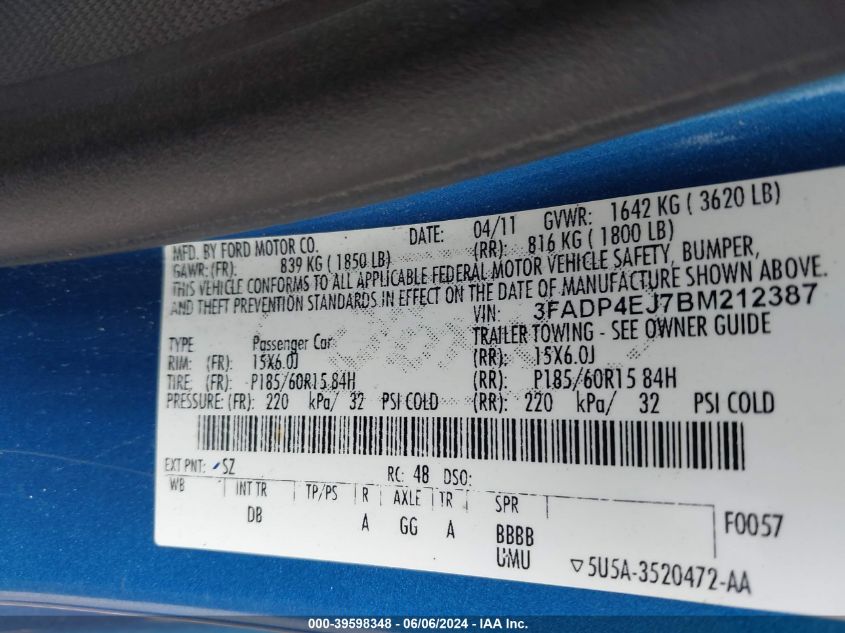 MFD. BY FORD MOTOR CO. DATE: 04/11 GVWR: 1642 KG ( 3620 LB)
GAWR: (FR): 839 KG ( 1850 LB) (RR): 816 KG ( 1800 LB)
THIS VEHICLE CONFORMS TO ALL APPLICABLE FEDERAL MOTOR VEHICLE SAFETY, BUMPER,
AND THEFT PREVENTION STANDARDS IN EFFECT ON THE DATE OF MANUFACTURE SHOWN ABOVE.
VIN: 3FADP4EJ7BM212387
TYPE Passenger Car TRAILER TOWING - SEE OWNER GUIDE
RIM: (FR): 15X6.0J (RR): 15X6.0J
TIRE: (FR): P185/60R15 84H (RR): P185/60R15 84H
PRESSURE: (FR): 220 kPa/ 32 PSI COLD (RR): 220 kPa/ 32 PSI COLD
EXT PNT: SZ RC: 48 DSO:
WB INT TR TP/PS R AXLE TR SPR
DB A GG A BBBB F0057
UMU ▽5U5A-3520472-AA
000-39598348 - 06/06/2024 - IAA Inc.